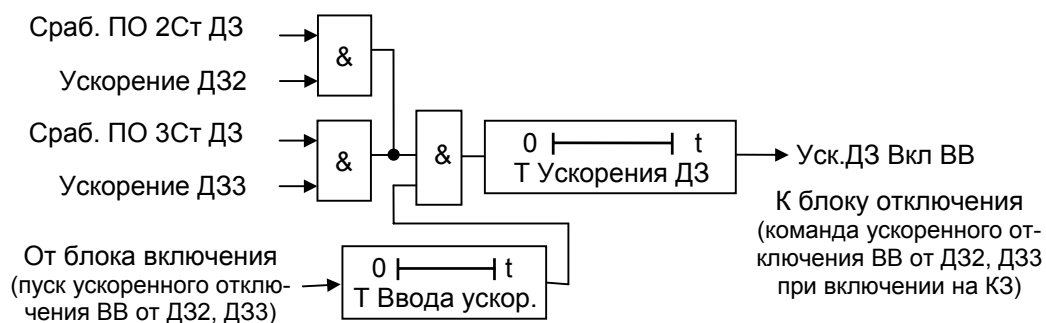 Сраб. ПО 2Ст ДЗ
&
Ускорение ДЗ2
Сраб. ПО 3Ст ДЗ
&
Ускорение ДЗ3
&
0 t
Т Ускорения ДЗ
Уск.ДЗ Вкл ВВ
К блоку отключения
(команда ускоренного от-
ключения ВВ от ДЗ2, ДЗ3
при включении на КЗ)
От блока включения
(пуск ускоренного отклю-
чения ВВ от ДЗ2, ДЗ3)
0 t
Т Ввода ускор.